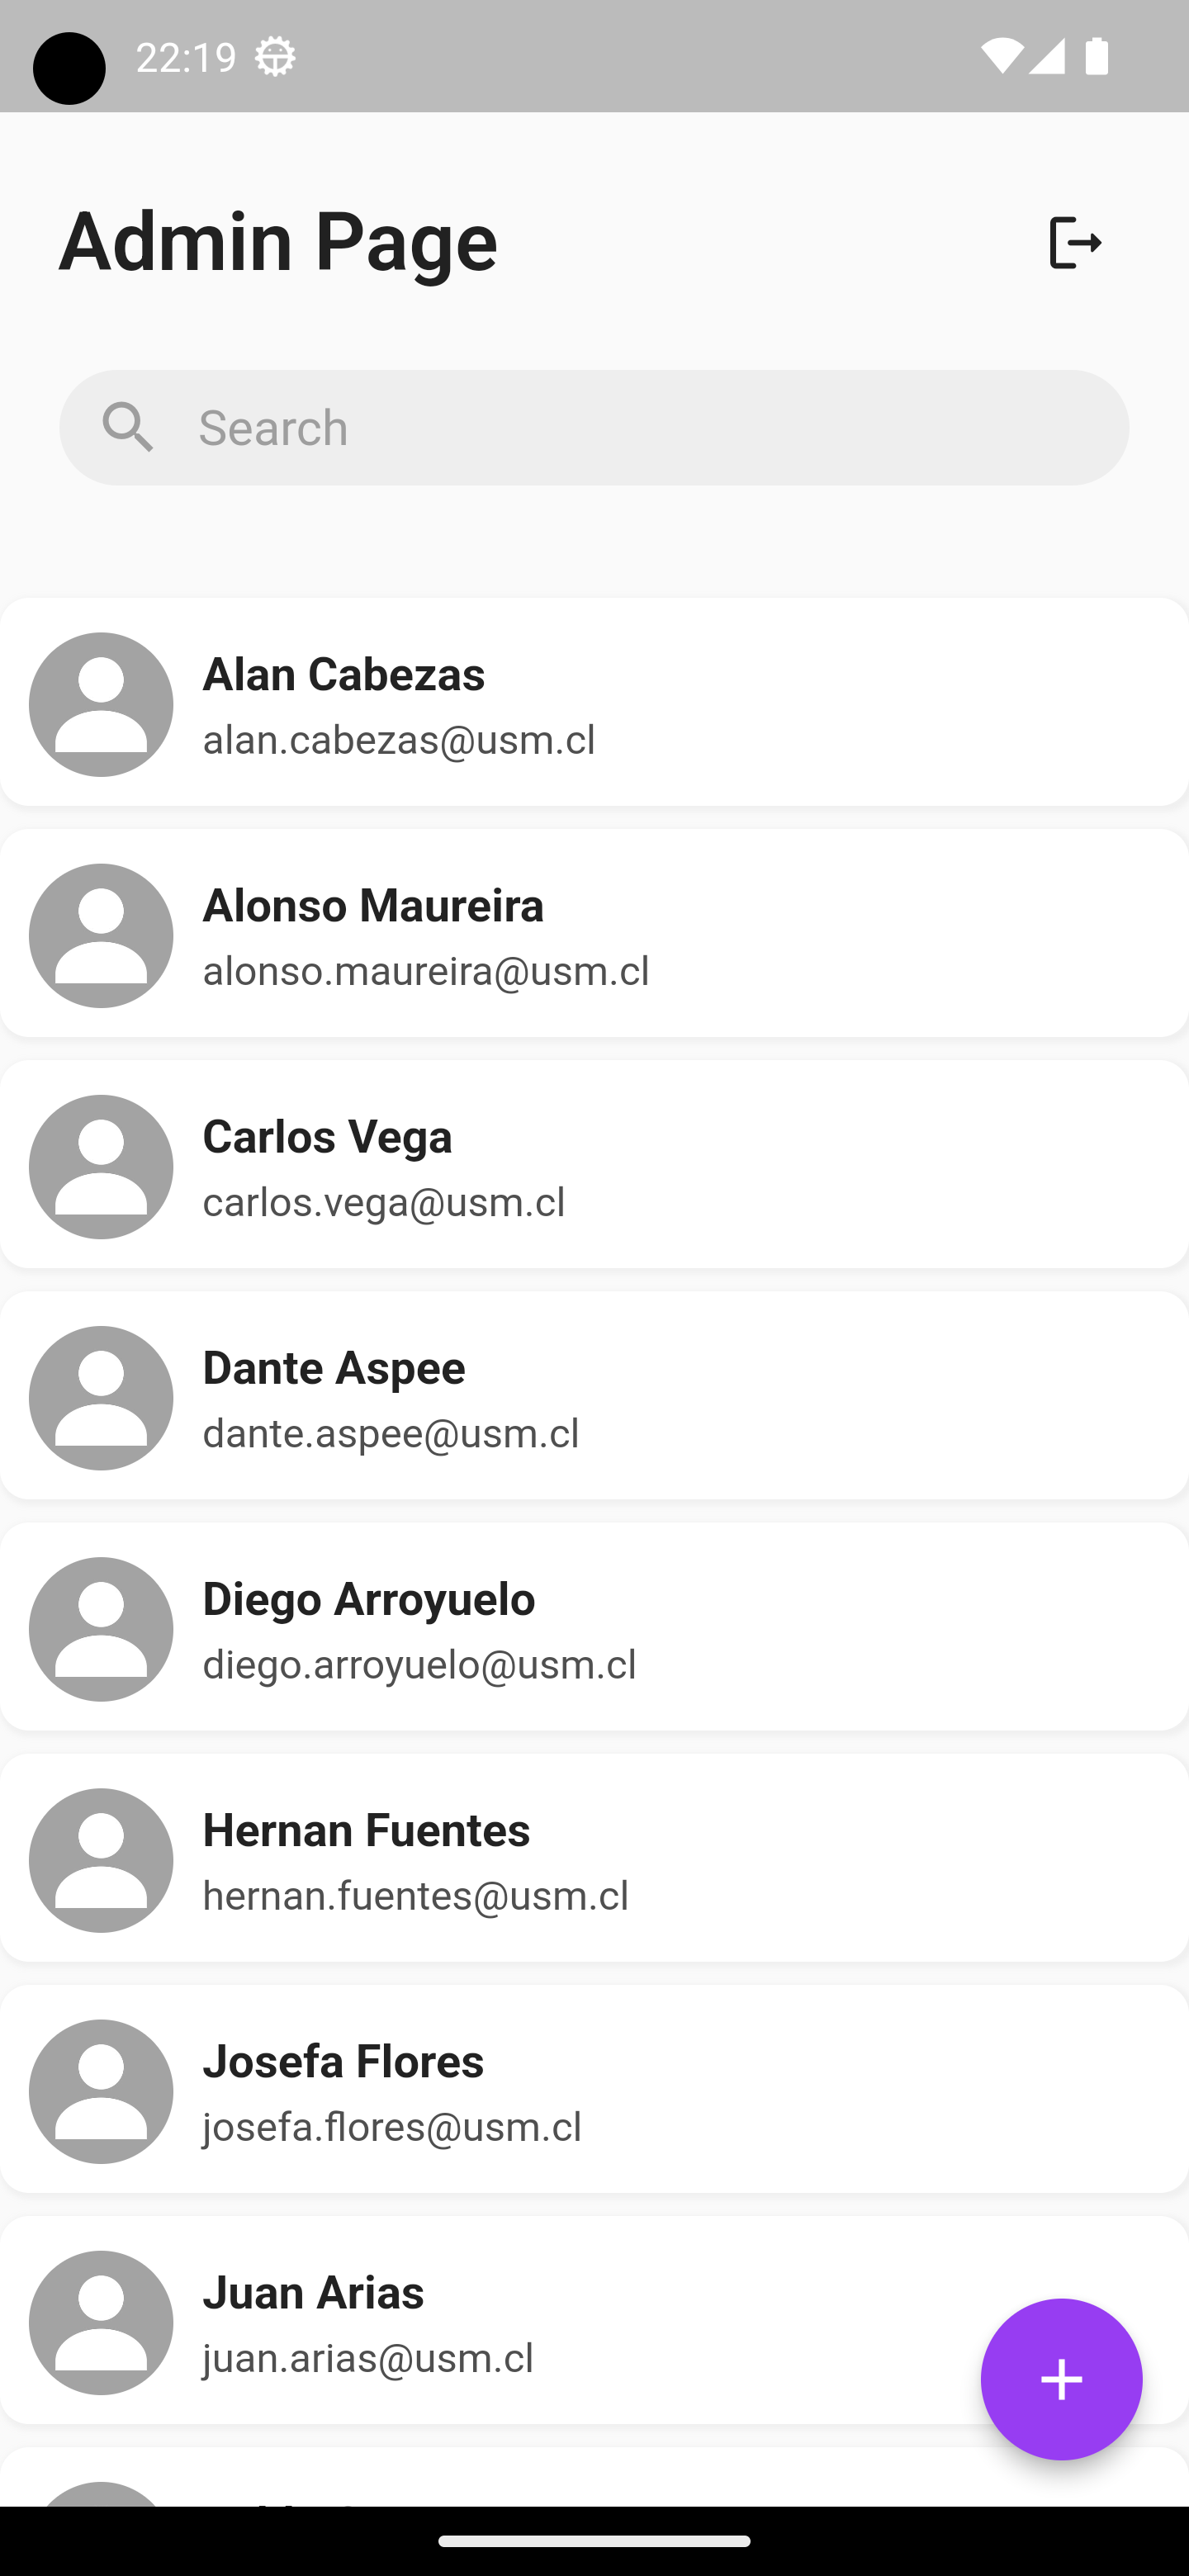 22:19
Admin Page
Search
Alan Cabezas
alan.cabezas@usm.cl
Alonso Maureira
alonso.maureira@usm.cl
Carlos Vega
carlos.vega@usm.cl
Dante Aspee
dante.aspee@usm.cl
Diego Arroyuelo
diego.arroyuelo@usm.cl
Hernan Fuentes
hernan.fuentes@usm.cl
Josefa Flores
josefa.flores@usm.cl
Juan Arias
juan.arias@usm.cl